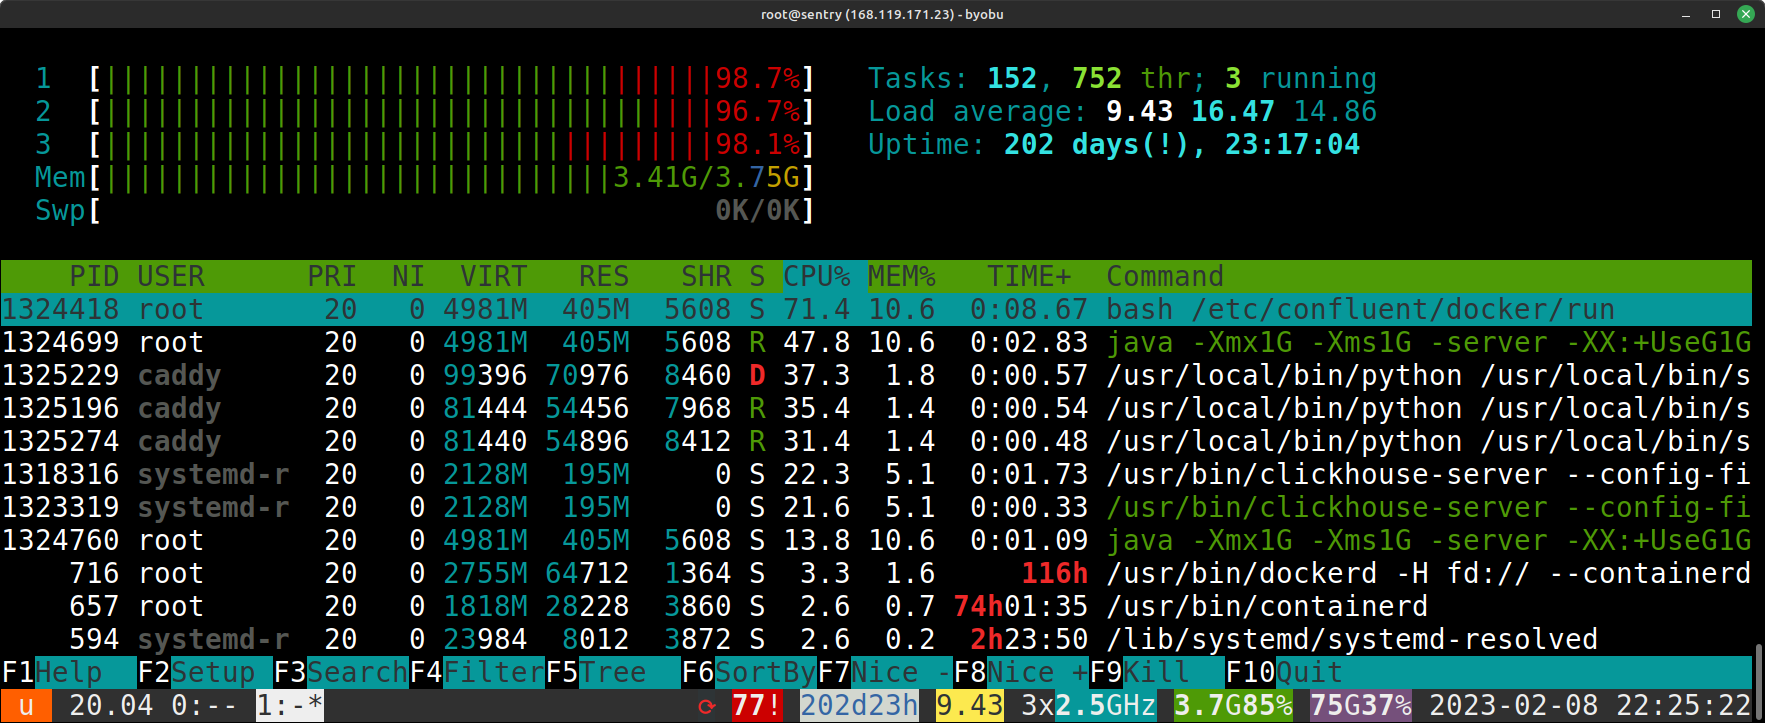 root@sentry (168.119.171.23) - byobu
1 [||||||||||||||||||||||||||||||||||||98.7%] Tasks: 152, 752 thr; 3 running
2 [||||||||||||||||||||||||||||||||||||96.7%] Load average: 9.43 16.47 14.86
3 [||||||||||||||||||||||||||||||||||||98.1%] Uptime: 202 days(!), 23:17:04
Mem[||||||||||||||||||||||||||||||3.41G/3.75G]
Swp[ 0K/0K]
PID USER PRI NI VIRT RES SHR S CPU% MEM% TIME+ Command
1324418 root 20 0 4981M 405M 5608 S 71.4 10.6 0:08.67 bash /etc/confluent/docker/run
1324699 root 20 0 4981M 405M 5608 R 47.8 10.6 0:02.83 java -Xmx1G -Xms1G -server -XX:+UseG1G
1325229 caddy 20 0 99396 70976 8460 D 37.3 1.8 0:00.57 /usr/local/bin/python /usr/local/bin/s
1325196 caddy 20 0 81444 54456 7968 R 35.4 1.4 0:00.54 /usr/local/bin/python /usr/local/bin/s
1325274 caddy 20 0 81440 54896 8412 R 31.4 1.4 0:00.48 /usr/local/bin/python /usr/local/bin/s
1318316 systemd-r 20 0 2128M 195M 0 S 22.3 5.1 0:01.73 /usr/bin/clickhouse-server --config-fi
1323319 systemd-r 20 0 2128M 195M 0 S 21.6 5.1 0:00.33 /usr/bin/clickhouse-server --config-fi
1324760 root 20 0 4981M 405M 5608 S 13.8 10.6 0:01.09 java -Xmx1G -Xms1G -server -XX:+UseG1G
716 root 20 0 2755M 64712 1364 S 3.3 1.6 116h /usr/bin/dockerd -H fd:// --containerd
657 root 20 0 1818M 28228 3860 S 2.6 0.7 74h01:35 /usr/bin/containerd
594 systemd-r 20 0 23984 8012 3872 S 2.6 0.2 2h23:50 /lib/systemd/systemd-resolved
F1Help F2Setup F3SearchF4FilterF5Tree F6SortByF7Nice -F8Nice +F9Kill F10Quit
u 20.04 0:-- 1:-* ⟳ 77! 202d23h 9.43 3x2.5GHz 3.7G85% 75G37% 2023-02-08 22:25:22